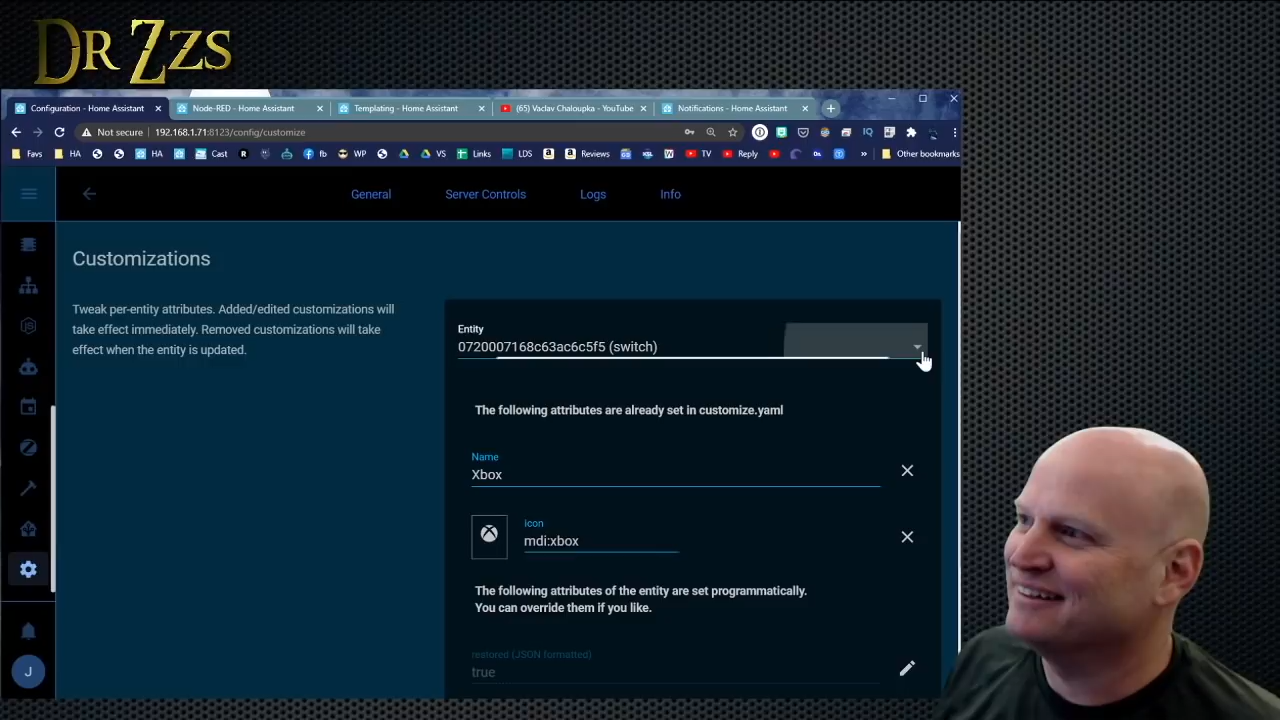 Dr Zzs
Configuration - Home Assistant
Node-RED - Home Assistant
Templating - Home Assistant
(65) Vaclav Chaloupka - YouTube
Notifications - Home Assistant
Not secure 192.168.1.71:8123/config/customize
Favs HA HA Cast fb WP VS Links LDS Reviews TV Reply » Other bookmarks
General Server Controls Logs Info
Customizations
Tweak per-entity attributes. Added/edited customizations will
take effect immediately. Removed customizations will take
effect when the entity is updated.
Entity
0720007168c63ac6c5f5 (switch)
The following attributes are already set in customize.yaml
Name
Xbox
Icon
mdi:xbox
The following attributes of the entity are set programmatically.
You can override them if you like.
restored (JSON formatted)
true
J